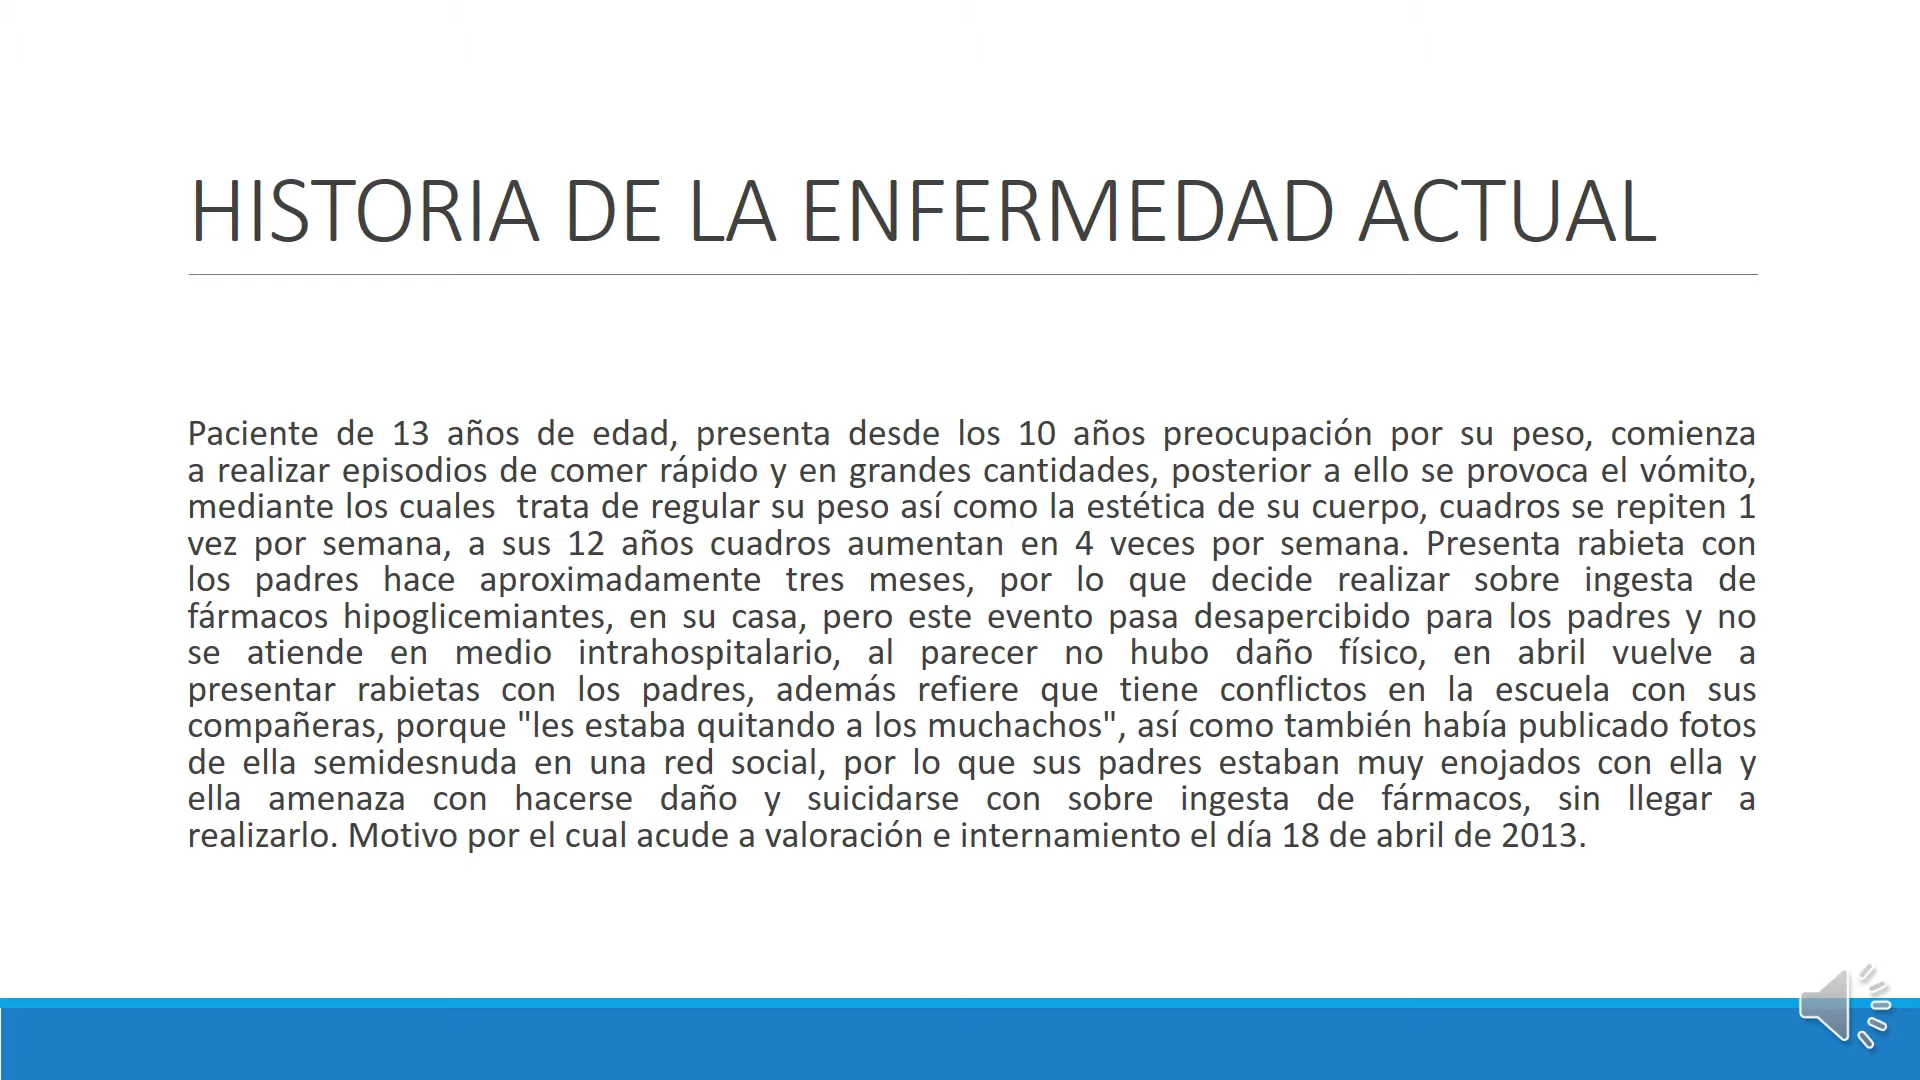 HISTORIA DE LA ENFERMEDAD ACTUAL
Paciente de 13 años de edad, presenta desde los 10 años preocupación por su peso, comienza
a realizar episodios de comer rápido y en grandes cantidades, posterior a ello se provoca el vómito,
mediante los cuales  trata de regular su peso así como la estética de su cuerpo, cuadros se repiten 1
vez por semana, a sus 12 años cuadros aumentan en 4 veces por semana. Presenta rabieta con
los padres hace aproximadamente tres meses, por lo que decide realizar sobre ingesta de
fármacos hipoglicemiantes, en su casa, pero este evento pasa desapercibido para los padres y no
se atiende en medio intrahospitalario, al parecer no hubo daño físico, en abril vuelve a
presentar rabietas con los padres, además refiere que tiene conflictos en la escuela con sus
compañeras, porque "les estaba quitando a los muchachos", así como también había publicado fotos
de ella semidesnuda en una red social, por lo que sus padres estaban muy enojados con ella y
ella amenaza con hacerse daño y suicidarse con sobre ingesta de fármacos, sin llegar a
realizarlo. Motivo por el cual acude a valoración e internamiento el día 18 de abril de 2013.